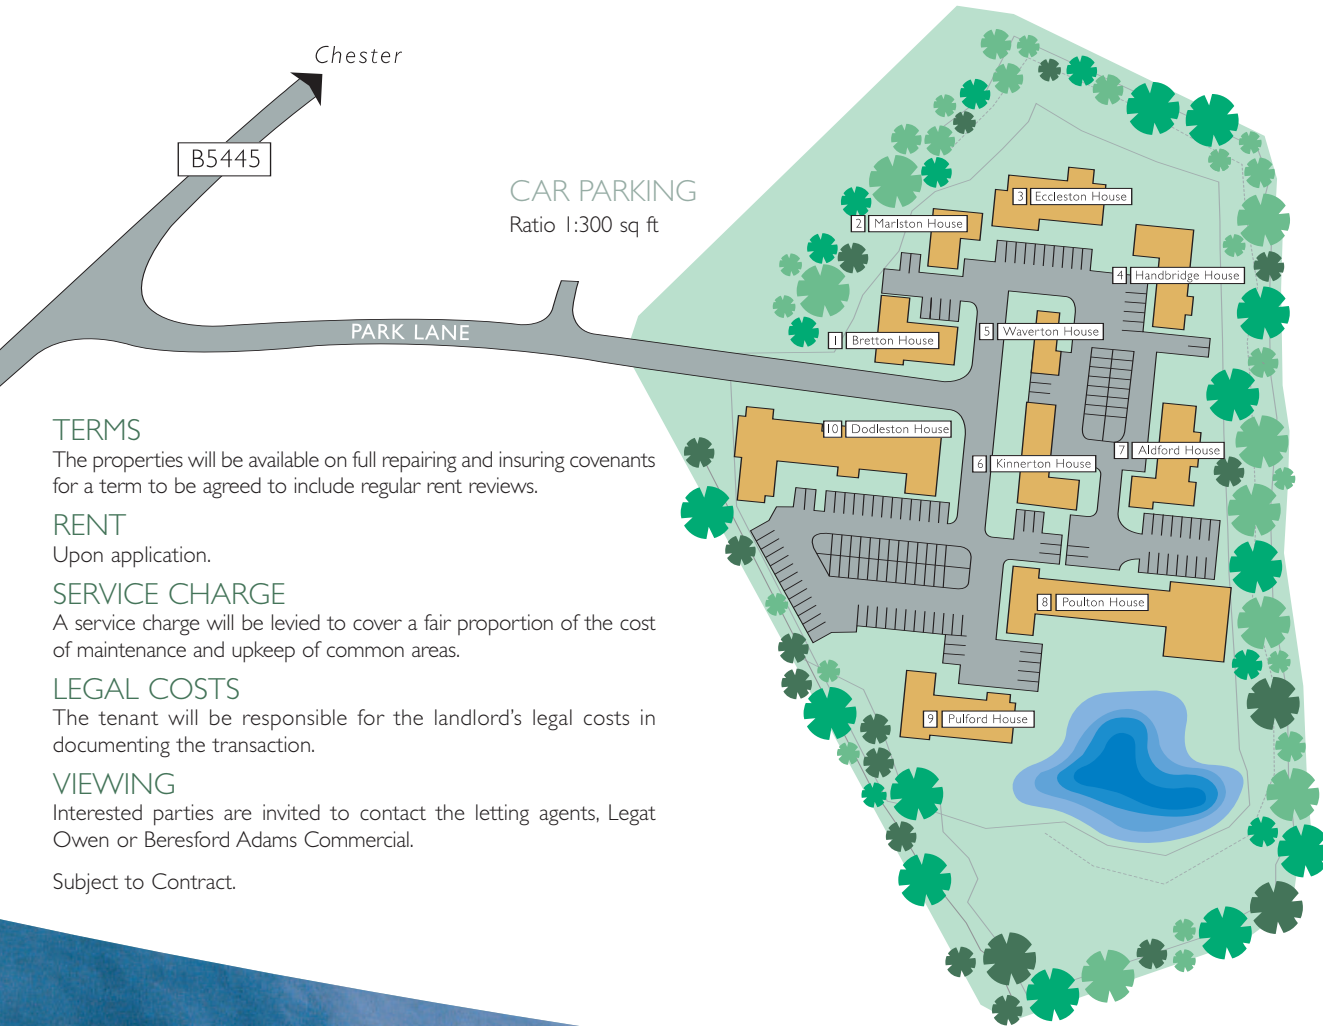 Chester
B5445
CAR PARKING
Ratio 1:300 sq ft
PARK LANE
3 Eccleston House
2 Marlston House
4 Handbridge House
5 Waverton House
1 Bretton House
10 Dodleston House
7 Aldford House
6 Kinnerton House
8 Poulton House
9 Pulford House
TERMS
The properties will be available on full repairing and insuring covenants
for a term to be agreed to include regular rent reviews.
RENT
Upon application.
SERVICE CHARGE
A service charge will be levied to cover a fair proportion of the cost
of maintenance and upkeep of common areas.
LEGAL COSTS
The tenant will be responsible for the landlord’s legal costs in
documenting the transaction.
VIEWING
Interested parties are invited to contact the letting agents, Legat
Owen or Beresford Adams Commercial.
Subject to Contract.